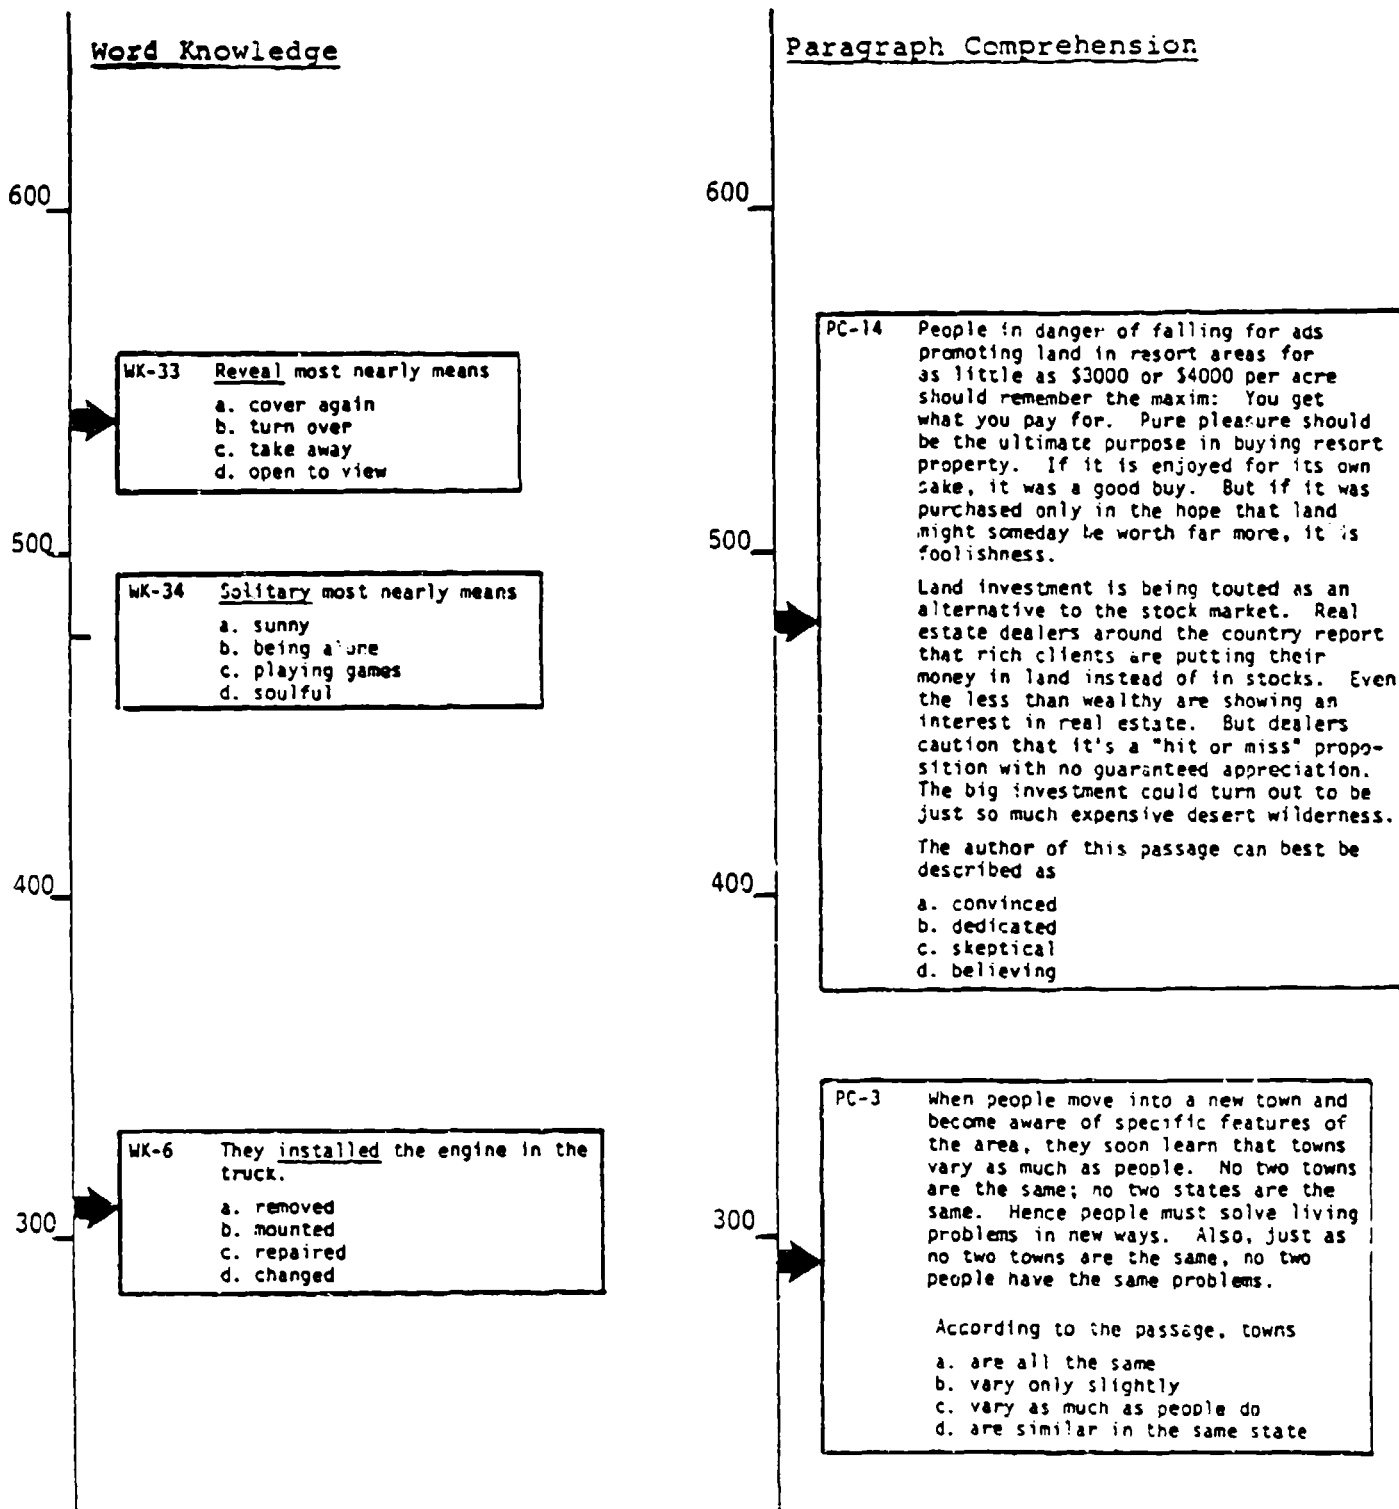 Word Knowledge
600
WK-33 Reveal most nearly means
a. cover again
b. turn over
c. take away
d. open to view
500
WK-34 Solitary most nearly means
a. sunny
b. being alone
c. playing games
d. soulful
400
WK-6 They installed the engine in the
truck.
a. removed
b. mounted
c. repaired
d. changed
300
Paragraph Comprehension
600
PC-14 People in danger of falling for ads
promoting land in resort areas for
as little as $3000 or $4000 per acre
should remember the maxim: You get
what you pay for. Pure pleasure should
be the ultimate purpose in buying resort
property. If it is enjoyed for its own
sake, it was a good buy. But if it was
purchased only in the hope that land
might someday be worth far more, it is
foolishness.
500
Land investment is being touted as an
alternative to the stock market. Real
estate dealers around the country report
that rich clients are putting their
money in land instead of in stocks. Even
the less than wealthy are showing an
interest in real estate. But dealers
caution that it's a "hit or miss" propo-
sition with no guaranteed appreciation.
The big investment could turn out to be
just so much expensive desert wilderness.
The author of this passage can best be
described as
400
a. convinced
b. dedicated
c. skeptical
d. believing
PC-3 When people move into a new town and
become aware of specific features of
the area, they soon learn that towns
vary as much as people. No two towns
are the same; no two states are the
same. Hence people must solve living
problems in new ways. Also, just as
no two towns are the same, no two
people have the same problems.
300
According to the passage, towns
a. are all the same
b. vary only slightly
c. vary as much as people do
d. are similar in the same state